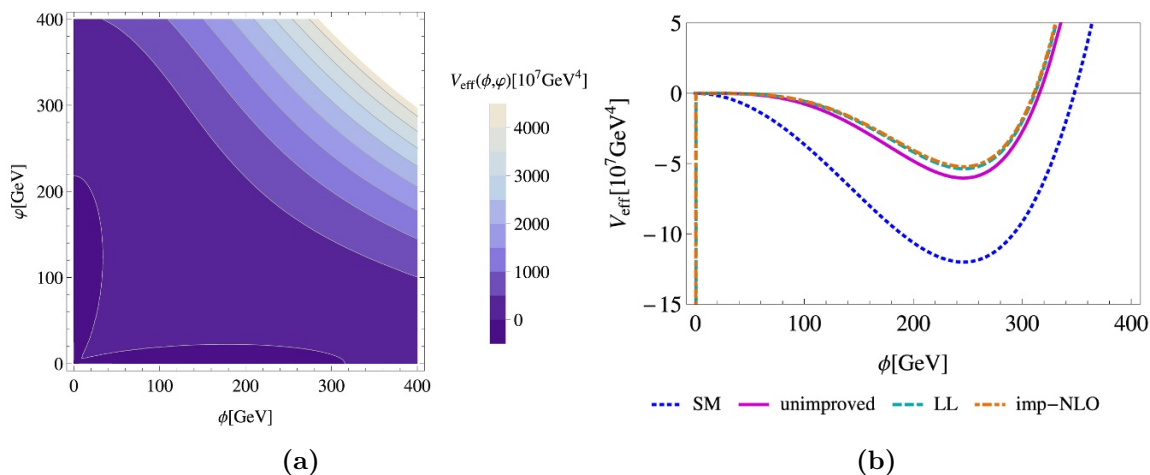 400
300
200
100
0
φ[GeV]
0 100 200 300 400
ϕ[GeV]
V_eff(ϕ,φ)[10^7 GeV^4]
4000
3000
2000
1000
0
(a)
5
0
-5
-10
-15
V_eff[10^7 GeV^4]
0 100 200 300 400
ϕ[GeV]
SM unimproved LL imp-NLO
(b)